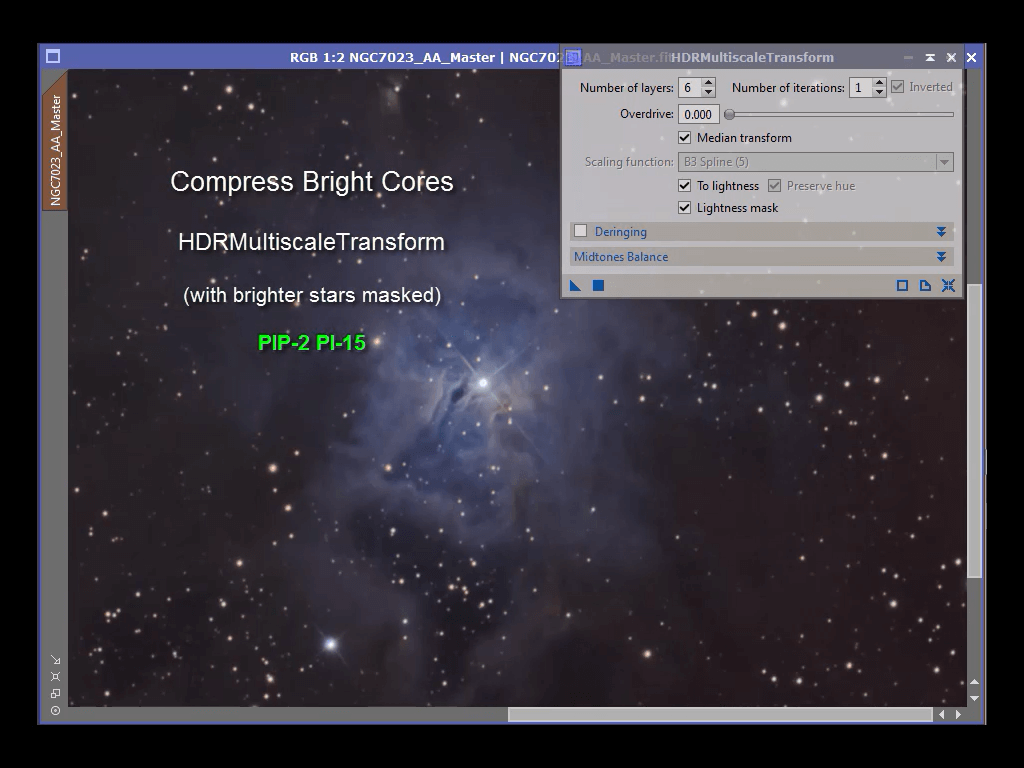 RGB 1:2 NGC7023_AA_Master | NGC702
AA_Master.fit
HDRMultiscaleTransform
NGC7023_AA_Master
Number of layers: 6 Number of iterations: 1 Inverted
Overdrive: 0.000
Median transform
Scaling function: B3 Spline (5)
To lightness Preserve hue
Lightness mask
Deringing
Midtones Balance
Compress Bright Cores
HDRMultiscaleTransform
(with brighter stars masked)
PIP-2 PI-15